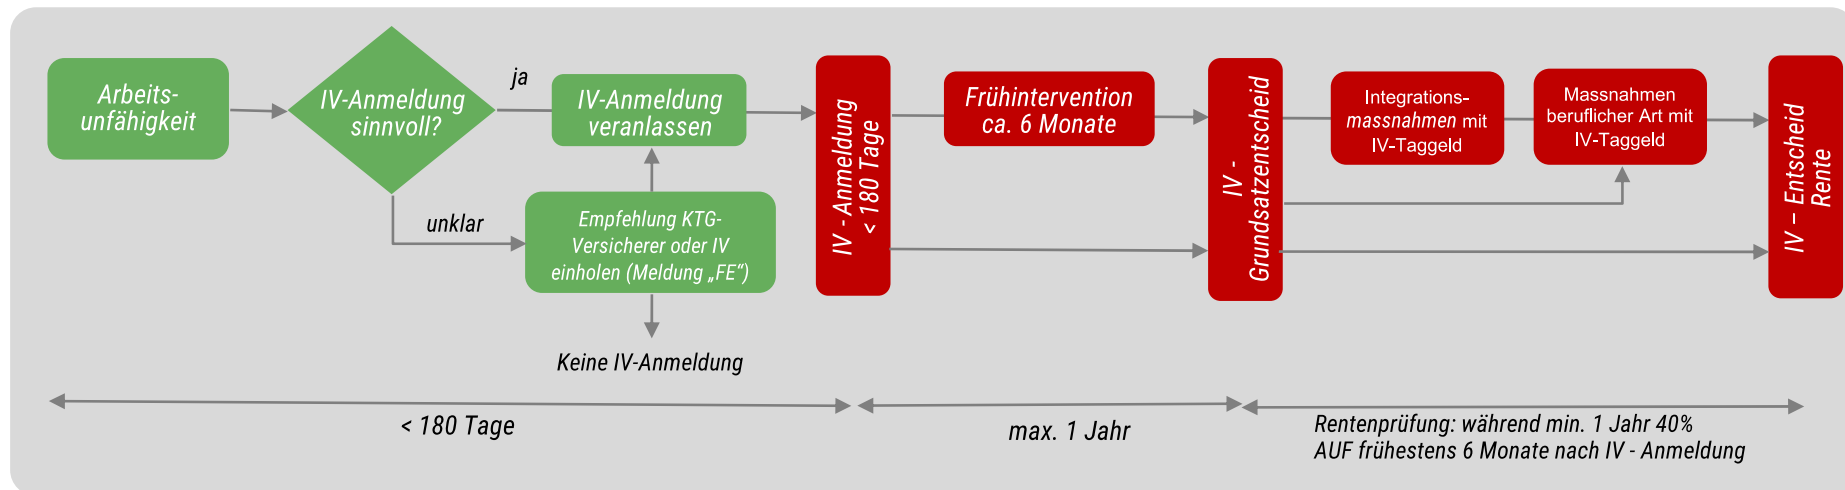 Arbeits-
unfähigkeit
IV-Anmeldung
sinnvoll?
ja
IV-Anmeldung
veranlassen
unklar
Empfehlung KTG-
Versicherer oder IV
einholen (Meldung „FE“)
Keine IV-Anmeldung
IV - Anmeldung
< 180 Tage
Frühintervention
ca. 6 Monate
IV -
Grundsatzentscheid
Integrations-
massnahmen mit
IV-Taggeld
Massnahmen
beruflicher Art mit
IV-Taggeld
IV – Entscheid
Rente
< 180 Tage
max. 1 Jahr
Rentenprüfung: während min. 1 Jahr 40%
AUF frühestens 6 Monate nach IV - Anmeldung